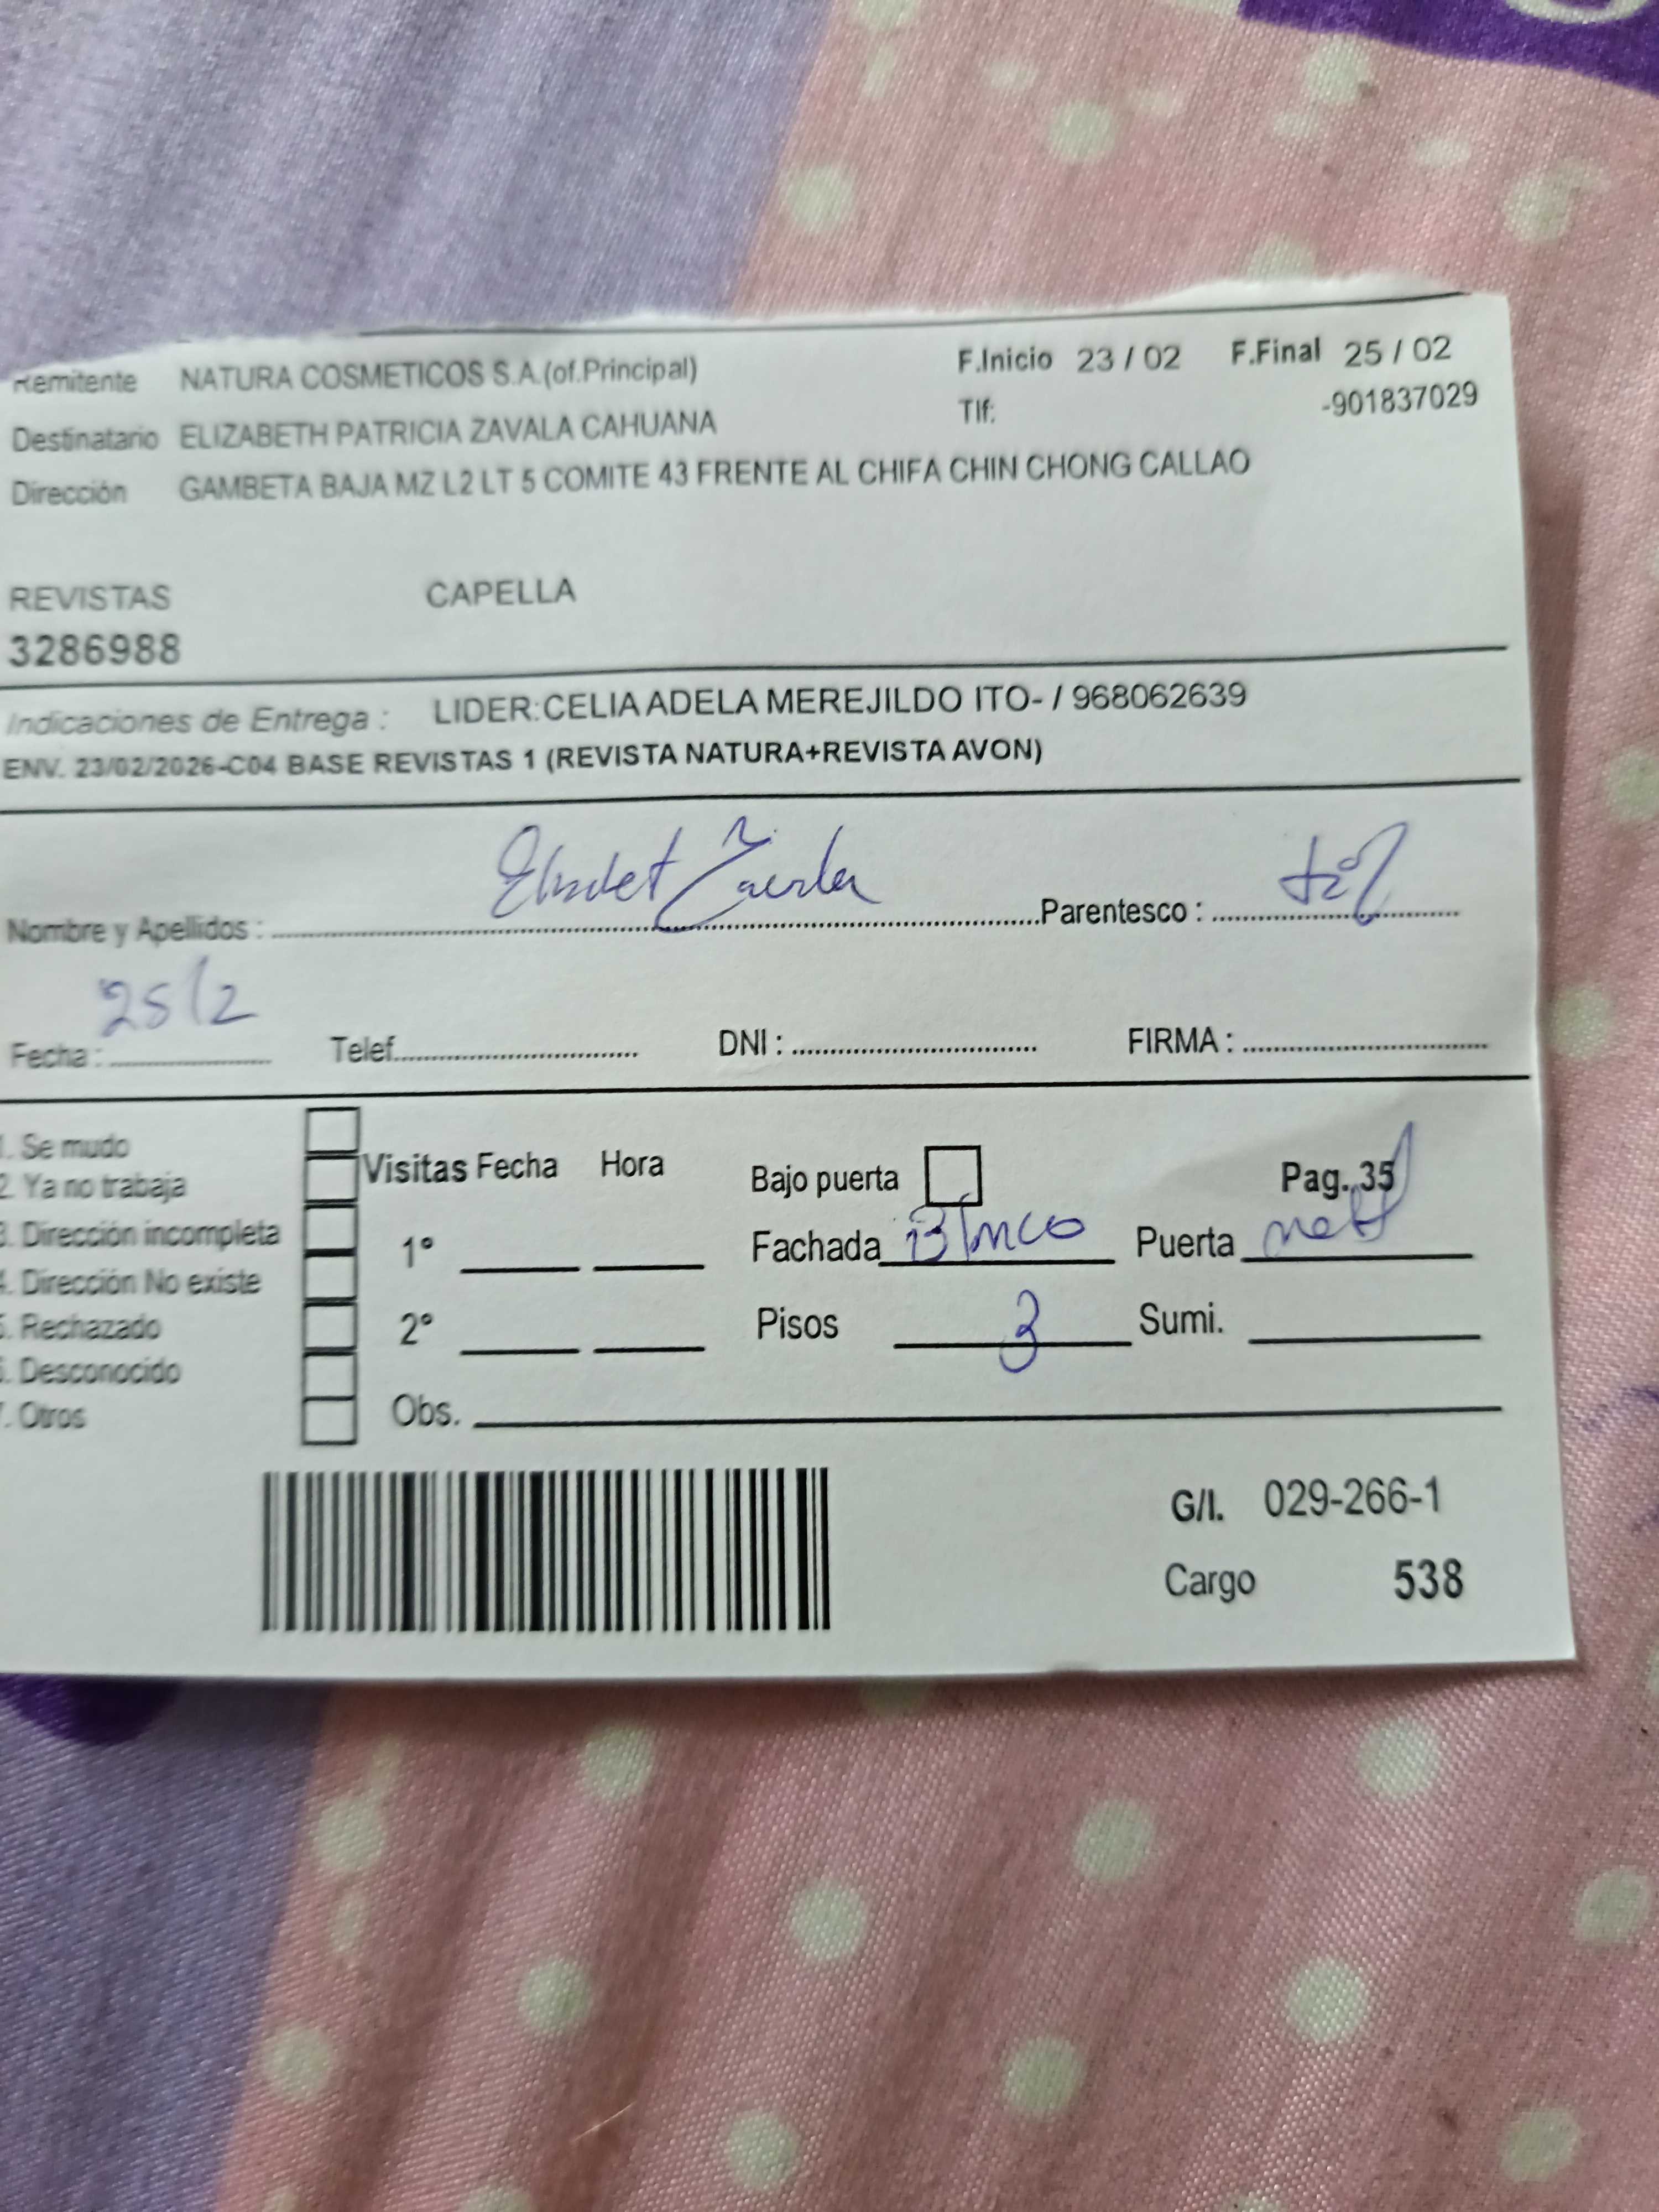 Remitente NATURA COSMETICOS S.A.(of.Principal) F.Inicio 23 / 02 F.Final 25 / 02
Destinatario ELIZABETH PATRICIA ZAVALA CAHUANA Tlf: -901837029
Dirección GAMBETA BAJA MZ L2 LT 5 COMITE 43 FRENTE AL CHIFA CHIN CHONG CALLAO
REVISTAS CAPELLA
3286988
Indicaciones de Entrega : LIDER:CELIA ADELA MEREJILDO ITO- / 968062639
ENV. 23/02/2026-C04 BASE REVISTAS 1 (REVISTA NATURA+REVISTA AVON)
Nombre y Apellidos : Parentesco :
Fecha : 25/2 Telef. DNI : FIRMA :
1. Se mudo
2. Ya no trabaja
3. Dirección incompleta
4. Dirección No existe
5. Rechazado
6. Desconocido
7. Otros
Visitas Fecha Hora Bajo puerta Pag. 35
1° Fachada Blnco Puerta
2° Pisos 3 Sumi.
Obs.
G/I. 029-266-1
Cargo 538